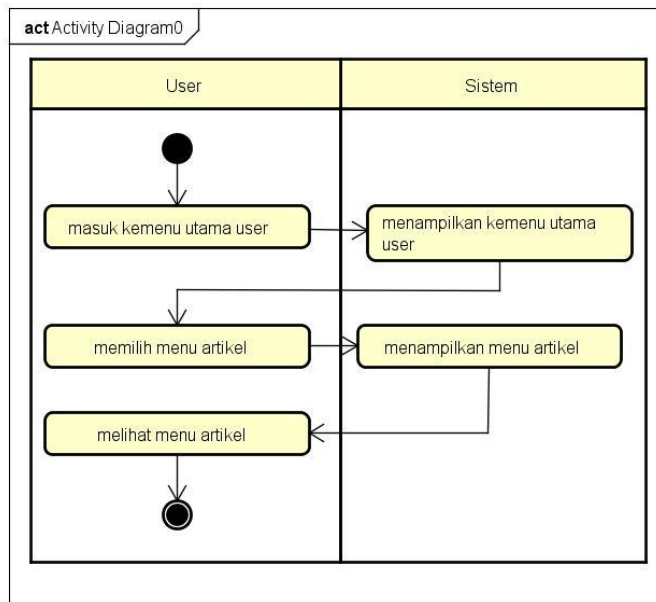 act Activity Diagram0
User
Sistem
masuk kemenu utama user
menampilkan kemenu utama
user
memilih menu artikel
menampilkan menu artikel
melihat menu artikel